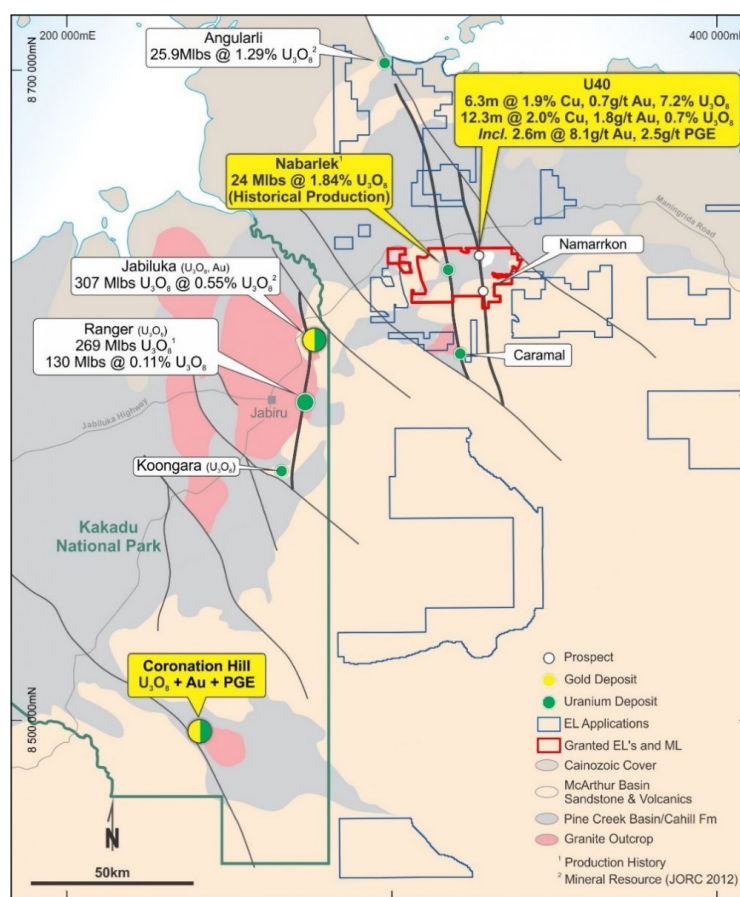 200 000mE
400 000mE
8 700 000mN
Angularli
25.9Mlbs @ 1.29% U₃O₈²
U40
6.3m @ 1.9% Cu, 0.7g/t Au, 7.2% U₃O₈
12.3m @ 2.0% Cu, 1.8g/t Au, 0.7% U₃O₈
Incl. 2.6m @ 8.1g/t Au, 2.5g/t PGE
Nabarlek¹
24 Mlbs @ 1.84% U₃O₈
(Historical Production)
Maningrida Road
Namarrkon
Jabiluka (U₃O₈, Au)
307 Mlbs U₃O₈ @ 0.55% U₃O₈²
Ranger (U₃O₈)
269 Mlbs U₃O₈¹
130 Mlbs @ 0.11% U₃O₈
Caramal
Jabiru
Jabiluka Highway
Koongara (U₃O₈)
Kakadu
National Park
Coronation Hill
U₃O₈ + Au + PGE
8 500 000mN
N
50km
Prospect
Gold Deposit
Uranium Deposit
EL Applications
Granted EL's and ML
Cainozoic Cover
McArthur Basin
Sandstone & Volcanics
Pine Creek Basin/Cahill Fm
Granite Outcrop
¹ Production History
² Mineral Resource (JORC 2012)